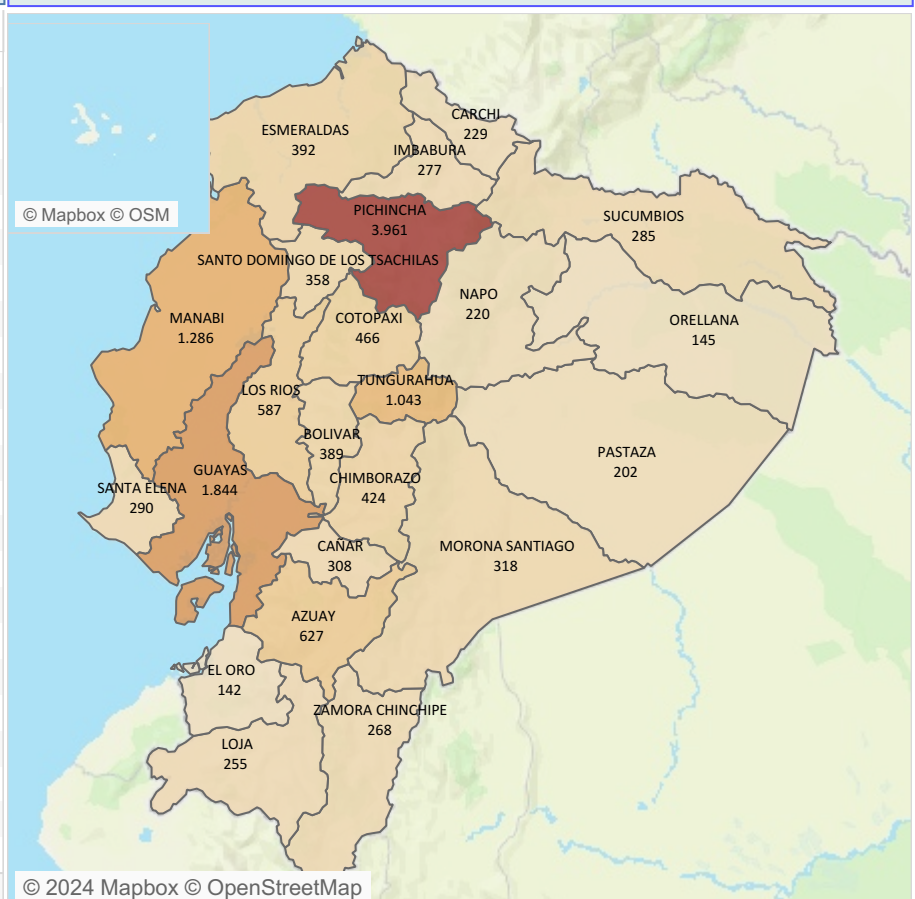 CARCHI
229
ESMERALDAS
392
IMBABURA
277
© Mapbox © OSM
PICHINCHA
3.961
SUCUMBIOS
285
SANTO DOMINGO DE LOS TSACHILAS
358
NAPO
220
MANABI
1.286
COTOPAXI
466
ORELLANA
145
TUNGURAHUA
1.043
LOS RIOS
587
BOLIVAR
389
PASTAZA
202
GUAYAS
1.844
CHIMBORAZO
424
SANTA ELENA
290
CAÑAR
308
MORONA SANTIAGO
318
AZUAY
627
EL ORO
142
ZAMORA CHINCHIPE
268
LOJA
255
© 2024 Mapbox © OpenStreetMap